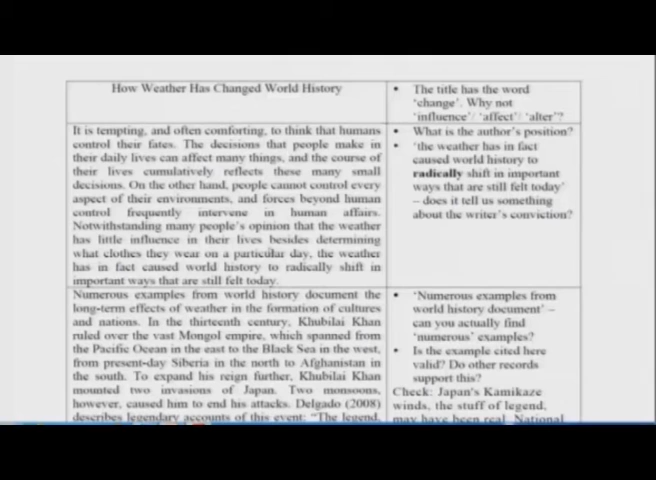 How Weather Has Changed World History
It is tempting, and often comforting, to think that humans
control their fates. The decisions that people make in
their daily lives can affect many things, and the course of
their lives cumulatively reflects these many small
decisions. On the other hand, people cannot control every
aspect of their environments, and forces beyond human
control frequently intervene in human affairs.
Notwithstanding many people's opinion that the weather
has little influence in their lives besides determining
what clothes they wear on a particular day, the weather
has in fact caused world history to radically shift in
important ways that are still felt today.
Numerous examples from world history document the
long-term effects of weather in the formation of cultures
and nations. In the thirteenth century, Khubilai Khan
ruled over the vast Mongol empire, which spanned from
the Pacific Ocean in the east to the Black Sea in the west,
from present-day Siberia in the north to Afghanistan in
the south. To expand his reign further, Khubilai Khan
mounted two invasions of Japan. Two monsoons,
however, caused him to end his attacks. Delgado (2008)
describes legendary accounts of this event: "The legend,
• The title has the word
'change'. Why not
'influence'/ 'affect'/ 'alter'?
• What is the author's position?
• 'the weather has in fact
caused world history to
radically shift in important
ways that are still felt today'
– does it tell us something
about the writer's conviction?
• 'Numerous examples from
world history document' –
can you actually find
'numerous' examples?
• Is the example cited here
valid? Do other records
support this?
Check: Japan's Kamikaze
winds, the stuff of legend,
may have been real. National